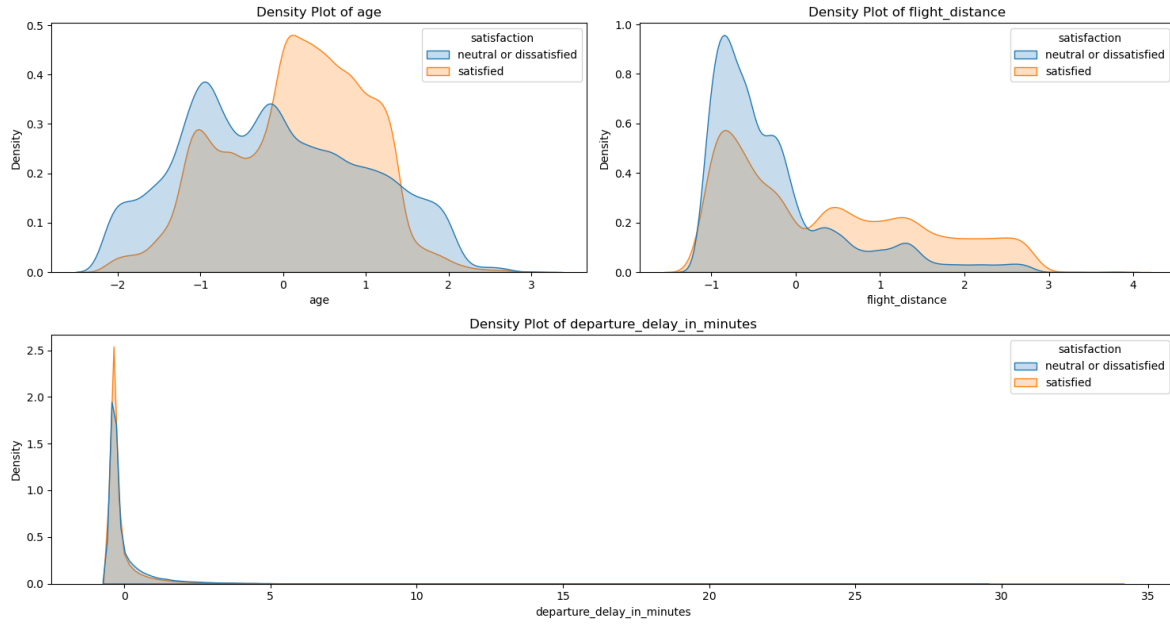 Density Plot of age
0.5
0.4
0.3
0.2
0.1
0.0
Density
satisfaction
neutral or dissatisfied
satisfied
−2 −1 0 1 2 3
age
Density Plot of flight_distance
1.0
0.8
0.6
0.4
0.2
0.0
Density
satisfaction
neutral or dissatisfied
satisfied
−1 0 1 2 3 4
flight_distance
Density Plot of departure_delay_in_minutes
2.5
2.0
1.5
1.0
0.5
0.0
Density
satisfaction
neutral or dissatisfied
satisfied
0 5 10 15 20 25 30 35
departure_delay_in_minutes